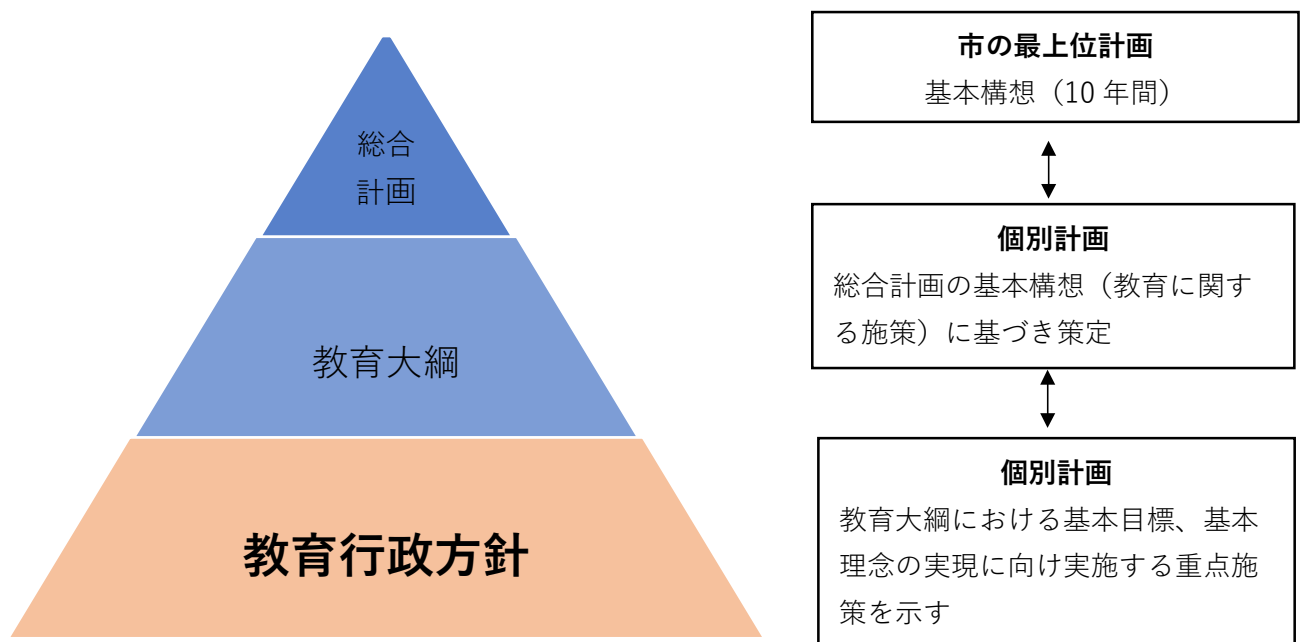 総合
計画
教育大綱
教育行政方針
市の最上位計画
基本構想（10 年間）
個別計画
総合計画の基本構想（教育に関す
る施策）に基づき策定
個別計画
教育大綱における基本目標、基本
理念の実現に向け実施する重点施
策を示す